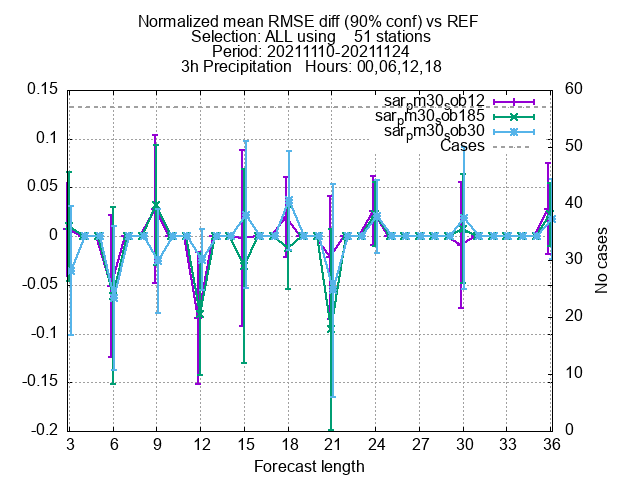 Normalized mean RMSE diff (90% conf) vs REF
Selection: ALL using    51 stations
Period: 20211110-20211124
3h Precipitation   Hours: 00,06,12,18
sarpm30sob12
sarpm30sob185
sarpm30sob30
Cases
0.15
0.1
0.05
0
-0.05
-0.1
-0.15
-0.2
60
50
40
30
20
10
0
No cases
3 6 9 12 15 18 21 24 27 30 33 36
Forecast length